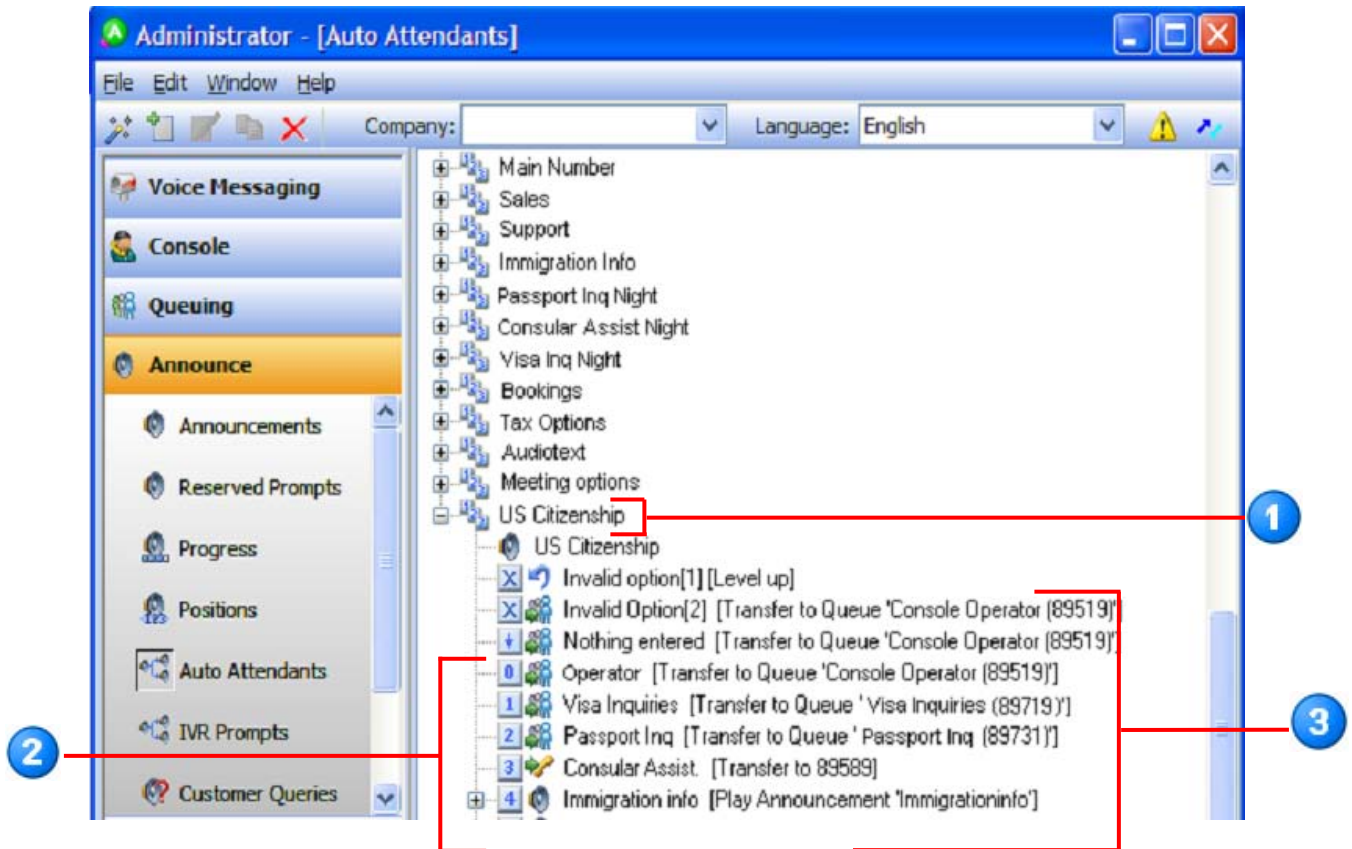 Administrator - [Auto Attendants]
File Edit Window Help
Company: Language: English
Voice Messaging
Console
Queuing
Announce
Announcements
Reserved Prompts
Progress
Positions
Auto Attendants
IVR Prompts
Customer Queries
Main Number
Sales
Support
Immigration Info
Passport Inq Night
Consular Assist Night
Visa Inq Night
Bookings
Tax Options
Audiotext
Meeting options
US Citizenship
US Citizenship
X Invalid option[1] [Level up]
X Invalid Option[2] [Transfer to Queue 'Console Operator (89519)']
Nothing entered [Transfer to Queue 'Console Operator (89519)']
0 Operator [Transfer to Queue 'Console Operator (89519)']
1 Visa Inquiries [Transfer to Queue ' Visa Inquiries (89719)']
2 Passport Inq [Transfer to Queue ' Passport Inq (89731)']
3 Consular Assist. [Transfer to 89589]
4 Immigration info [Play Announcement 'Immigrationinfo']
1
2
3